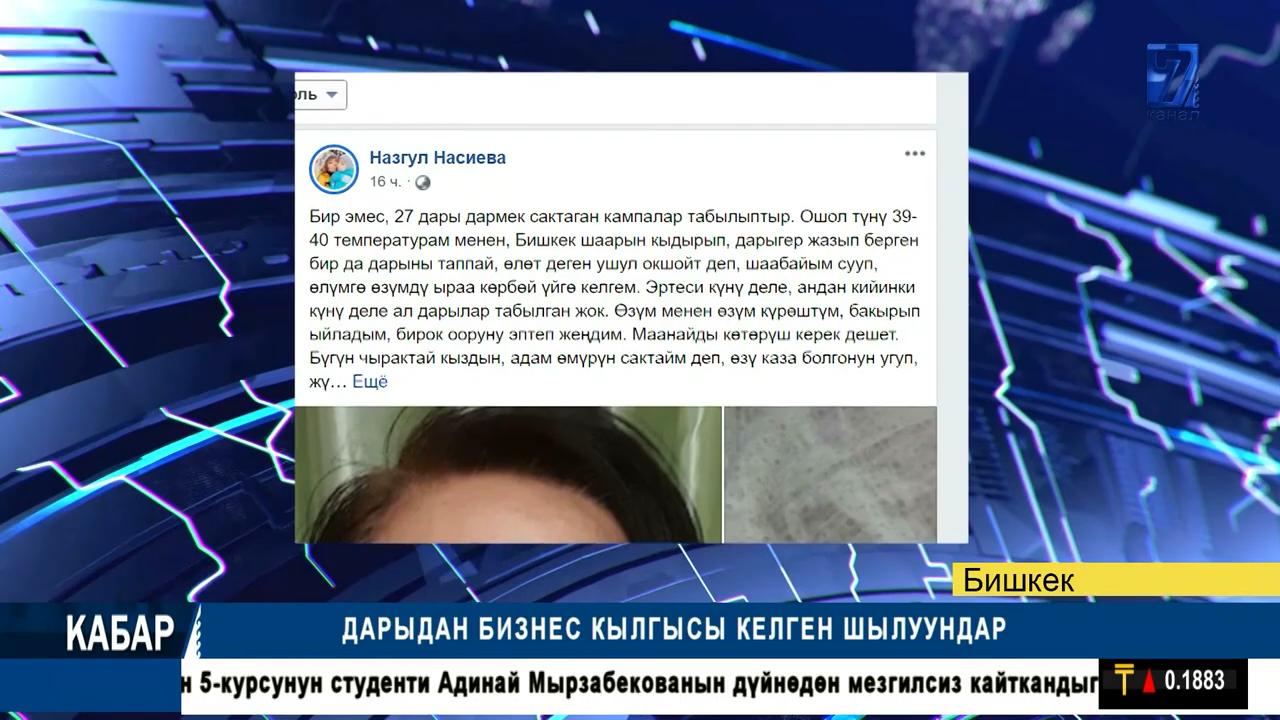 7
канал
оль
Назгул Насиева
16 ч. ·
Бир эмес, 27 дары дармек сактаган кампалар табылыптыр. Ошол түнү 39-
40 температурам менен, Бишкек шаарын кыдырып, дарыгер жазып берген
бир да дарыны таппай, өлөт деген ушул окшойт деп, шаабайым сууп,
өлүмгө өзүмдү ыраа көрбөй үйгө келгем. Эртеси күнү деле, андан кийинки
күнү деле ал дарылар табылган жок. Өзүм менен өзүм күрөштүм, бакырып
ыйладым, бирок ооруну эптеп жеңдим. Маанайды көтөрүш керек дешет.
Бүгүн чырактай кыздын, адам өмүрүн сактайм деп, өзү каза болгонун угуп,
жү… Ещё
Бишкек
КАБАР
ДАРЫДАН БИЗНЕС КЫЛГЫСЫ КЕЛГЕН ШЫЛУУНДАР
н 5-курсунун студенти Адинай Мырзабекованын дүйнөдөн мезгилсиз кайткандыг
₸ 0.1883